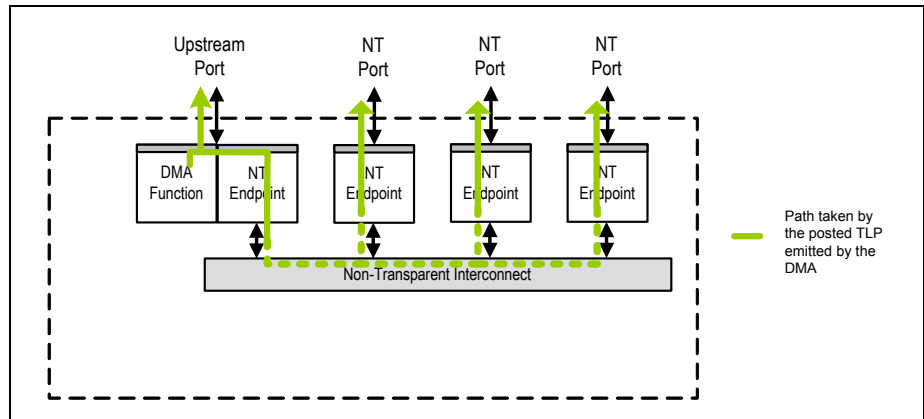 Upstream
Port
NT
Port
NT
Port
NT
Port
DMA
Function
NT
Endpoint
NT
Endpoint
NT
Endpoint
NT
Endpoint
Path taken by
the posted TLP
emitted by the
DMA
Non-Transparent Interconnect